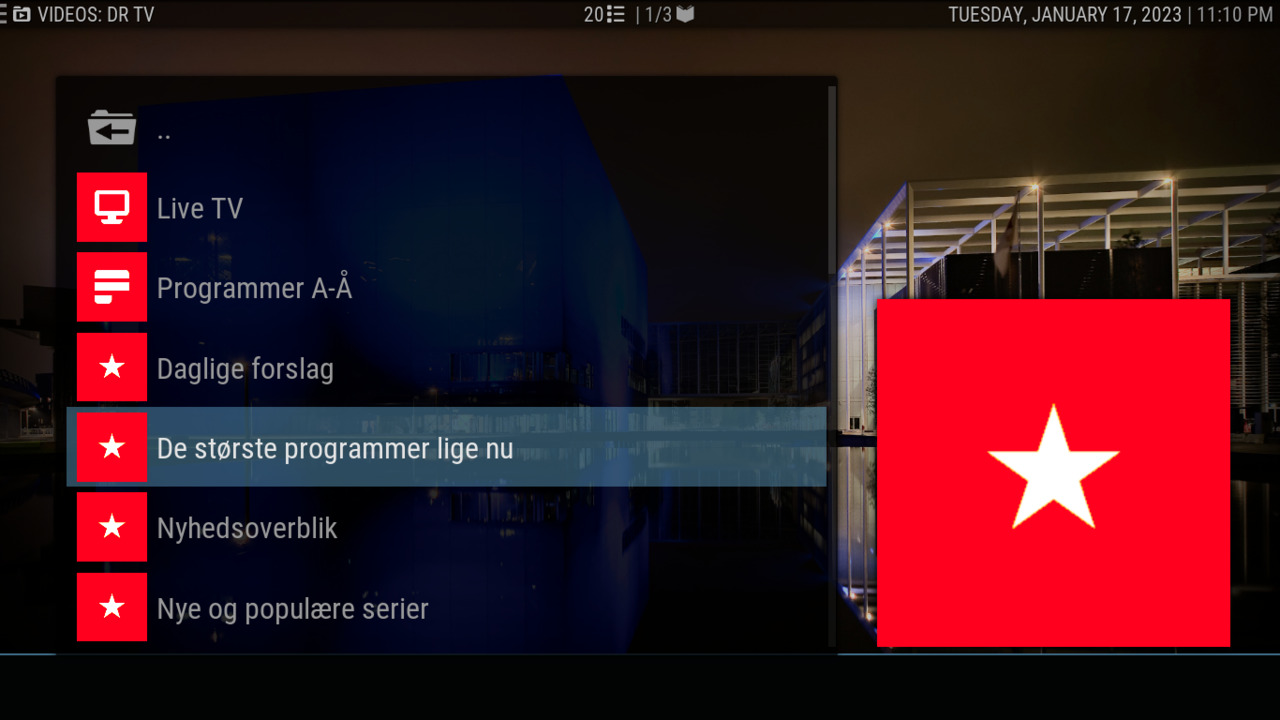 VIDEOS: DR TV
20 | 1/3
TUESDAY, JANUARY 17, 2023 | 11:10 PM
..
Live TV
Programmer A-Å
Daglige forslag
De største programmer lige nu
Nyhedsoverblik
Nye og populære serier